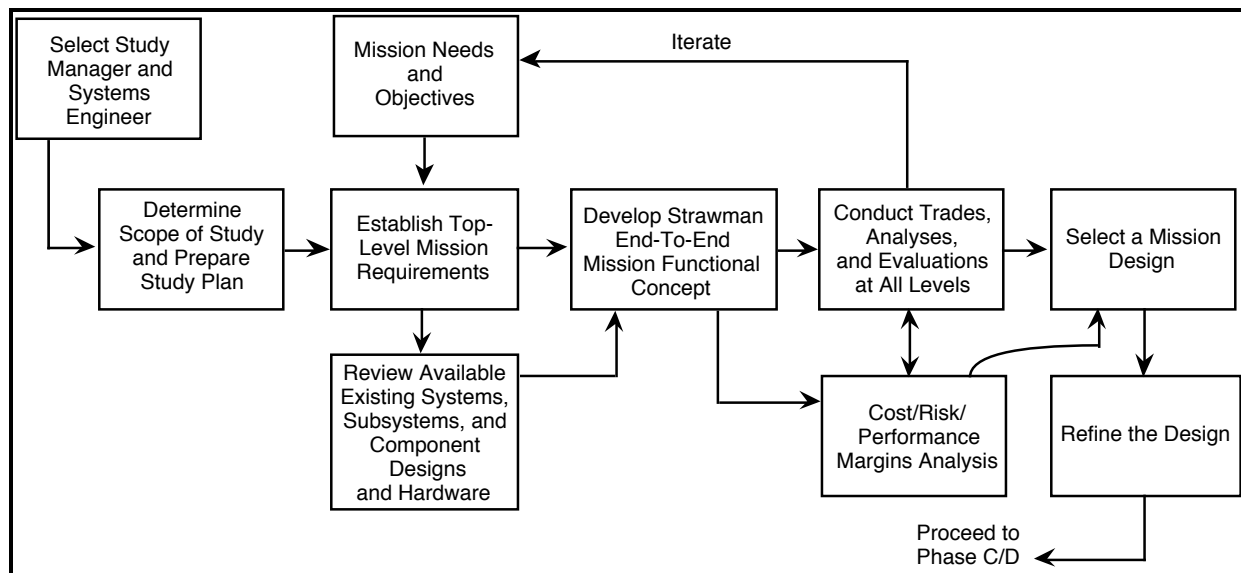 Select Study
Manager and
Systems
Engineer
Mission Needs
and
Objectives
Iterate
Determine
Scope of Study
and Prepare
Study Plan
Establish Top-
Level Mission
Requirements
Develop Strawman
End-To-End
Mission Functional
Concept
Conduct Trades,
Analyses,
and Evaluations
at All Levels
Select a Mission
Design
Review Available
Existing Systems,
Subsystems, and
Component
Designs
and Hardware
Cost/Risk/
Performance
Margins Analysis
Refine the Design
Proceed to
Phase C/D